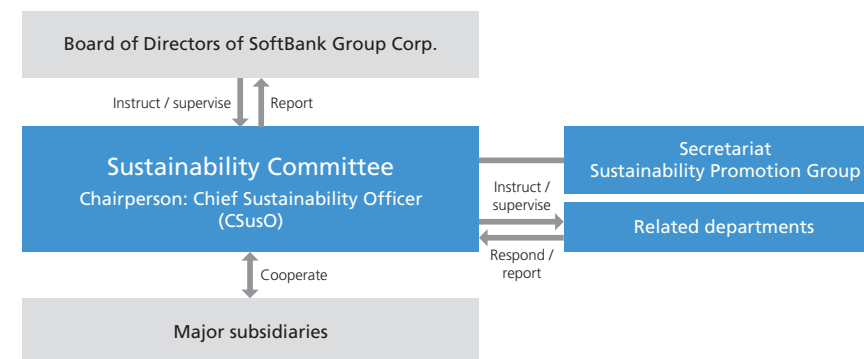 Board of Directors of SoftBank Group Corp.
Instruct / supervise
Report
Sustainability Committee
Chairperson: Chief Sustainability Officer
(CSusO)
Secretariat
Sustainability Promotion Group
Instruct /
supervise
Related departments
Respond /
report
Cooperate
Major subsidiaries